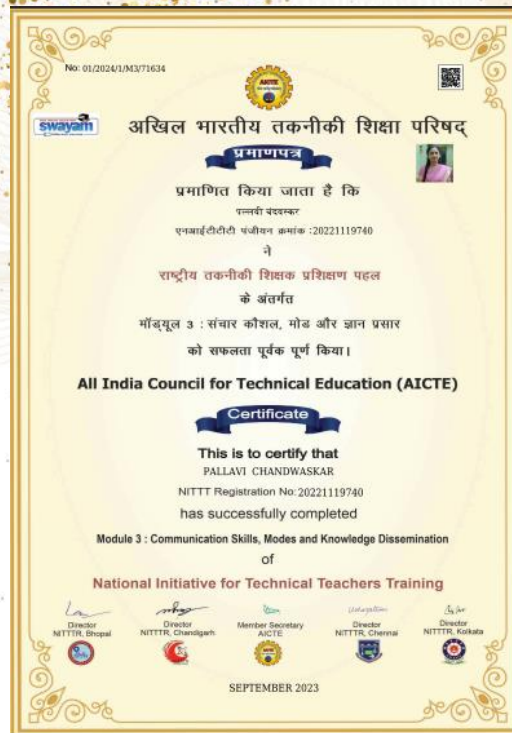 No: 01/2024/1/M3/71634
AICTE
swayam
अखिल भारतीय तकनीकी शिक्षा परिषद्
प्रमाणपत्र
प्रमाणित किया जाता है कि
पल्लवी चंदवास्कर
एनआईटीटीटी पंजीयन क्रमांक :20221119740
ने
राष्ट्रीय तकनीकी शिक्षक प्रशिक्षण पहल
के अंतर्गत
मॉड्यूल 3 : संचार कौशल, मोड और ज्ञान प्रसार
को सफलता पूर्वक पूर्ण किया।
All India Council for Technical Education (AICTE)
Certificate
This is to certify that
PALLAVI CHANDWASKAR
NITTT Registration No: 20221119740
has successfully completed
Module 3 : Communication Skills, Modes and Knowledge Dissemination
of
National Initiative for Technical Teachers Training
Director
NITTTR, Bhopal
Director
NITTTR, Chandigarh
Member Secretary
AICTE
Director
NITTTR, Chennai
Director
NITTTR, Kolkata
SEPTEMBER 2023